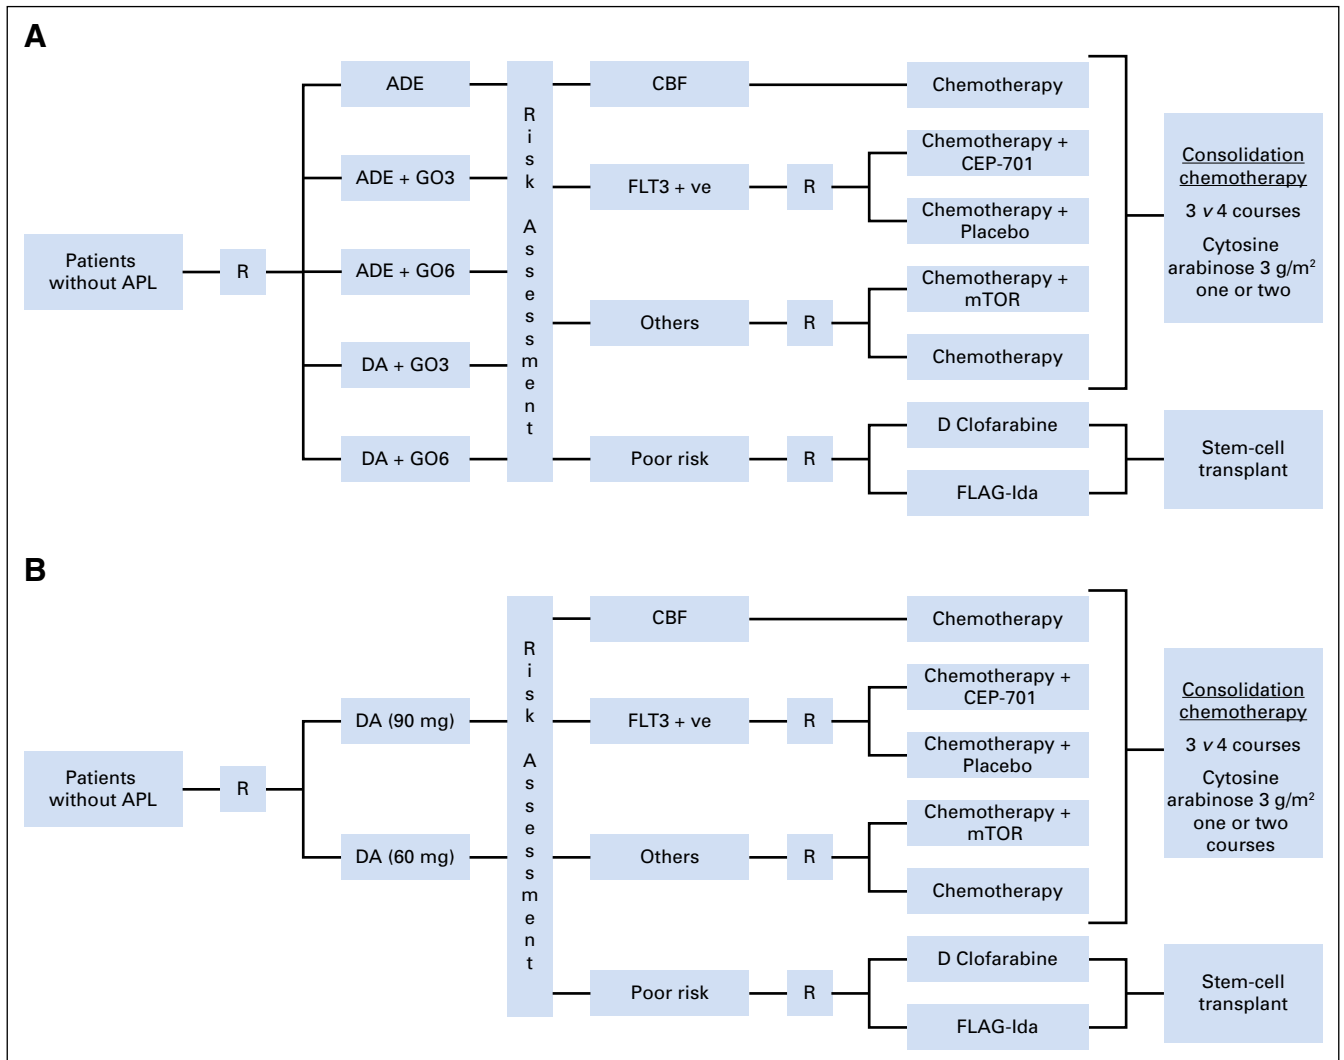 A
Patients
without APL
R
ADE
ADE + GO3
ADE + GO6
DA + GO3
DA + GO6
Risk Assessment
CBF
FLT3 + ve
R
Others
R
Poor risk
R
Chemotherapy
Chemotherapy +
CEP-701
Chemotherapy +
Placebo
Chemotherapy +
mTOR
Chemotherapy
D Clofarabine
FLAG-Ida
Consolidation
chemotherapy
3 v 4 courses
Cytosine
arabinose 3 g/m²
one or two
Stem-cell
transplant
B
Patients
without APL
R
DA (90 mg)
DA (60 mg)
Risk Assessment
CBF
FLT3 + ve
R
Others
R
Poor risk
R
Chemotherapy
Chemotherapy +
CEP-701
Chemotherapy +
Placebo
Chemotherapy +
mTOR
Chemotherapy
D Clofarabine
FLAG-Ida
Consolidation
chemotherapy
3 v 4 courses
Cytosine
arabinose 3 g/m²
one or two
courses
Stem-cell
transplant